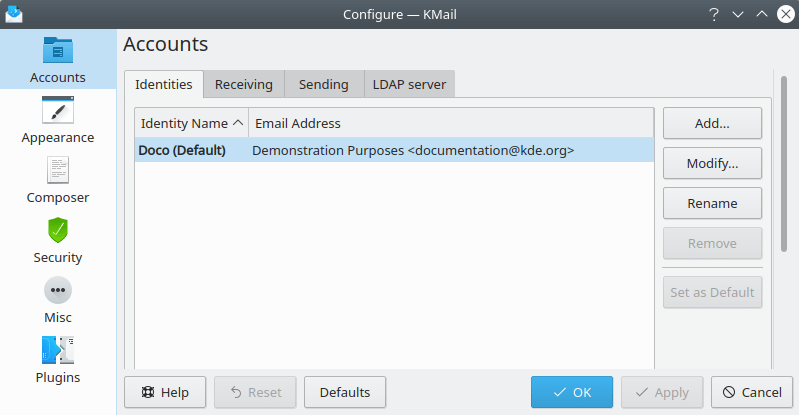 Configure — KMail
Accounts
Accounts
Appearance
Composer
Security
Misc
Plugins
Identities Receiving Sending LDAP server
Identity Name Email Address
Doco (Default) Demonstration Purposes <documentation@kde.org>
Add...
Modify...
Rename
Remove
Set as Default
Help Reset Defaults OK Apply Cancel